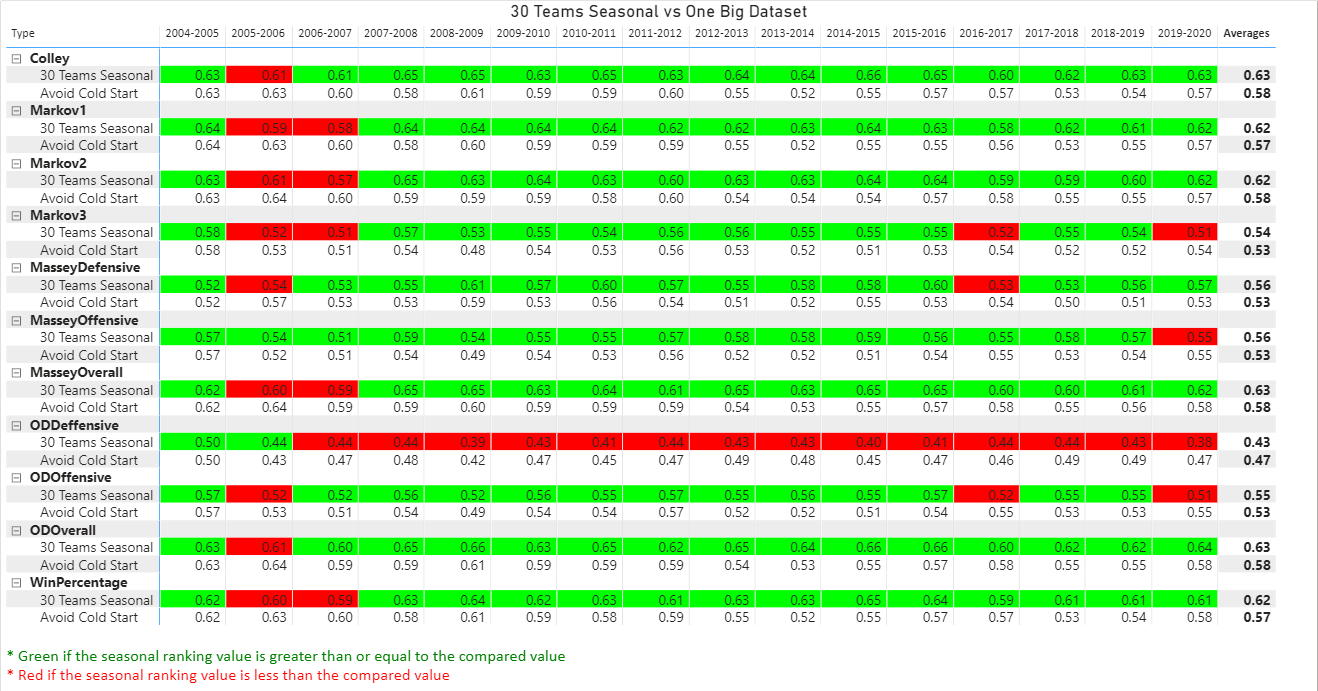 30 Teams Seasonal vs One Big Dataset
Type 2004-2005 2005-2006 2006-2007 2007-2008 2008-2009 2009-2010 2010-2011 2011-2012 2012-2013 2013-2014 2014-2015 2015-2016 2016-2017 2017-2018 2018-2019 2019-2020 Averages
Colley
30 Teams Seasonal 0.63 0.61 0.61 0.65 0.65 0.63 0.65 0.63 0.64 0.64 0.66 0.65 0.60 0.62 0.63 0.63 0.63
Avoid Cold Start 0.63 0.63 0.60 0.58 0.61 0.59 0.59 0.60 0.55 0.52 0.55 0.57 0.57 0.53 0.54 0.57 0.58
Markov1
30 Teams Seasonal 0.64 0.59 0.58 0.64 0.64 0.64 0.64 0.62 0.62 0.63 0.64 0.63 0.58 0.62 0.61 0.62 0.62
Avoid Cold Start 0.64 0.63 0.60 0.58 0.60 0.59 0.59 0.59 0.55 0.52 0.55 0.55 0.56 0.53 0.55 0.57 0.57
Markov2
30 Teams Seasonal 0.63 0.61 0.57 0.65 0.63 0.64 0.63 0.60 0.63 0.63 0.64 0.64 0.59 0.59 0.60 0.62 0.62
Avoid Cold Start 0.63 0.64 0.60 0.59 0.59 0.59 0.58 0.60 0.54 0.54 0.54 0.57 0.58 0.55 0.55 0.57 0.58
Markov3
30 Teams Seasonal 0.58 0.52 0.51 0.57 0.53 0.55 0.54 0.56 0.56 0.55 0.55 0.55 0.52 0.55 0.54 0.51 0.54
Avoid Cold Start 0.58 0.53 0.51 0.54 0.48 0.54 0.53 0.56 0.53 0.52 0.51 0.53 0.54 0.52 0.52 0.54 0.53
MasseyDefensive
30 Teams Seasonal 0.52 0.54 0.53 0.55 0.61 0.57 0.60 0.57 0.55 0.58 0.58 0.60 0.53 0.53 0.56 0.57 0.56
Avoid Cold Start 0.52 0.57 0.53 0.53 0.59 0.53 0.56 0.54 0.51 0.52 0.55 0.53 0.54 0.50 0.51 0.53 0.53
MasseyOffensive
30 Teams Seasonal 0.57 0.54 0.51 0.59 0.54 0.55 0.55 0.57 0.58 0.58 0.59 0.56 0.55 0.58 0.57 0.55 0.56
Avoid Cold Start 0.57 0.52 0.51 0.54 0.49 0.54 0.53 0.56 0.52 0.52 0.51 0.54 0.55 0.53 0.54 0.55 0.53
MasseyOverall
30 Teams Seasonal 0.62 0.60 0.59 0.65 0.65 0.63 0.64 0.61 0.65 0.63 0.65 0.65 0.60 0.60 0.61 0.62 0.63
Avoid Cold Start 0.62 0.64 0.59 0.59 0.60 0.59 0.59 0.59 0.54 0.53 0.55 0.57 0.58 0.55 0.56 0.58 0.58
ODDeffensive
30 Teams Seasonal 0.50 0.44 0.44 0.44 0.39 0.43 0.41 0.44 0.43 0.43 0.40 0.41 0.44 0.44 0.43 0.38 0.43
Avoid Cold Start 0.50 0.43 0.47 0.48 0.42 0.47 0.45 0.47 0.49 0.48 0.45 0.47 0.46 0.49 0.49 0.47 0.47
ODOffensive
30 Teams Seasonal 0.57 0.52 0.52 0.56 0.52 0.56 0.55 0.57 0.55 0.56 0.55 0.57 0.52 0.55 0.55 0.51 0.55
Avoid Cold Start 0.57 0.53 0.51 0.54 0.49 0.54 0.54 0.57 0.52 0.52 0.51 0.54 0.55 0.53 0.53 0.55 0.53
ODOverall
30 Teams Seasonal 0.63 0.61 0.60 0.65 0.66 0.63 0.65 0.62 0.65 0.64 0.66 0.66 0.60 0.62 0.62 0.64 0.63
Avoid Cold Start 0.63 0.64 0.59 0.59 0.61 0.59 0.59 0.59 0.54 0.53 0.55 0.57 0.58 0.55 0.55 0.58 0.58
WinPercentage
30 Teams Seasonal 0.62 0.60 0.59 0.63 0.64 0.62 0.63 0.61 0.63 0.63 0.65 0.64 0.59 0.61 0.61 0.61 0.62
Avoid Cold Start 0.62 0.63 0.60 0.58 0.61 0.59 0.58 0.59 0.55 0.52 0.55 0.57 0.57 0.53 0.54 0.58 0.57
* Green if the seasonal ranking value is greater than or equal to the compared value
* Red if the seasonal ranking value is less than the compared value